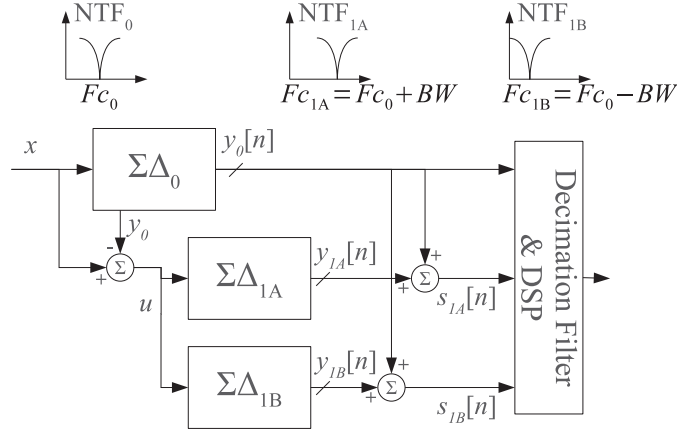 NTF₀
NTF₁A
NTF₁B
Fc₀
Fc₁A=Fc₀+BW
Fc₁B=Fc₀−BW
x
ΣΔ₀
y₀[n]
y₀
-
+
Σ
u
ΣΔ₁A
y₁A[n]
+
+
Σ
s₁A[n]
ΣΔ₁B
y₁B[n]
+
+
Σ
s₁B[n]
Decimation Filter
& DSP